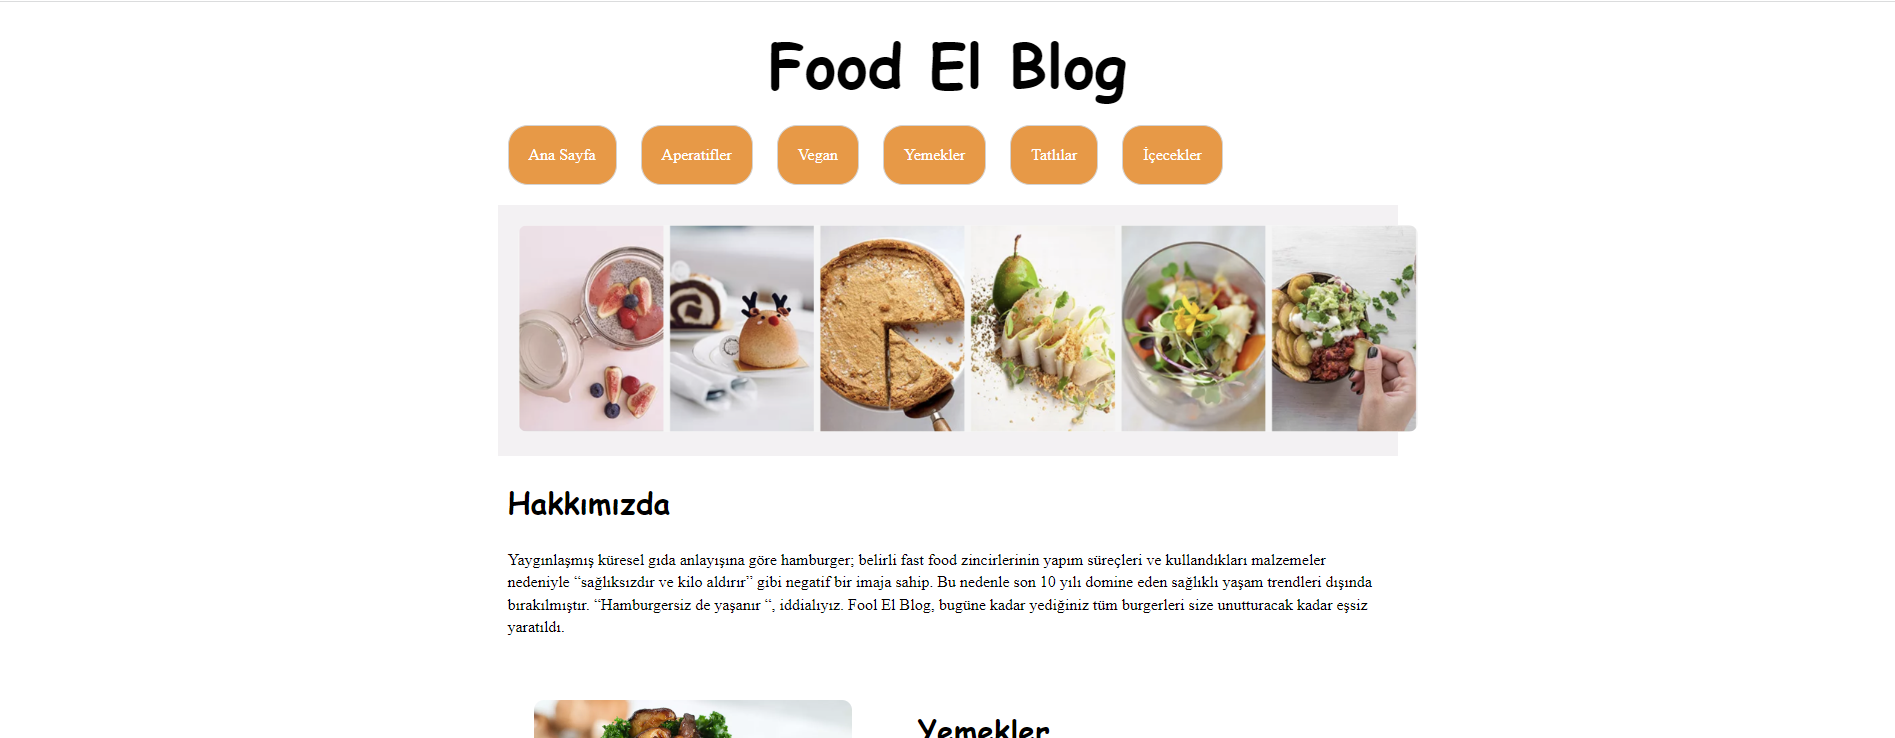 Food El Blog
Ana Sayfa Aperatifler Vegan Yemekler Tatlılar İçecekler
Hakkımızda
Yaygınlaşmış küresel gıda anlayışına göre hamburger; belirli fast food zincirlerinin yapım süreçleri ve kullandıkları malzemeler
nedeniyle “sağlıksızdır ve kilo aldırır” gibi negatif bir imaja sahip. Bu nedenle son 10 yılı domine eden sağlıklı yaşam trendleri dışında
bırakılmıştır. “Hamburgersiz de yaşanır “, iddialıyız. Fool El Blog, bugüne kadar yediğiniz tüm burgerleri size unutturacak kadar eşsiz
yaratıldı.
Yemekler